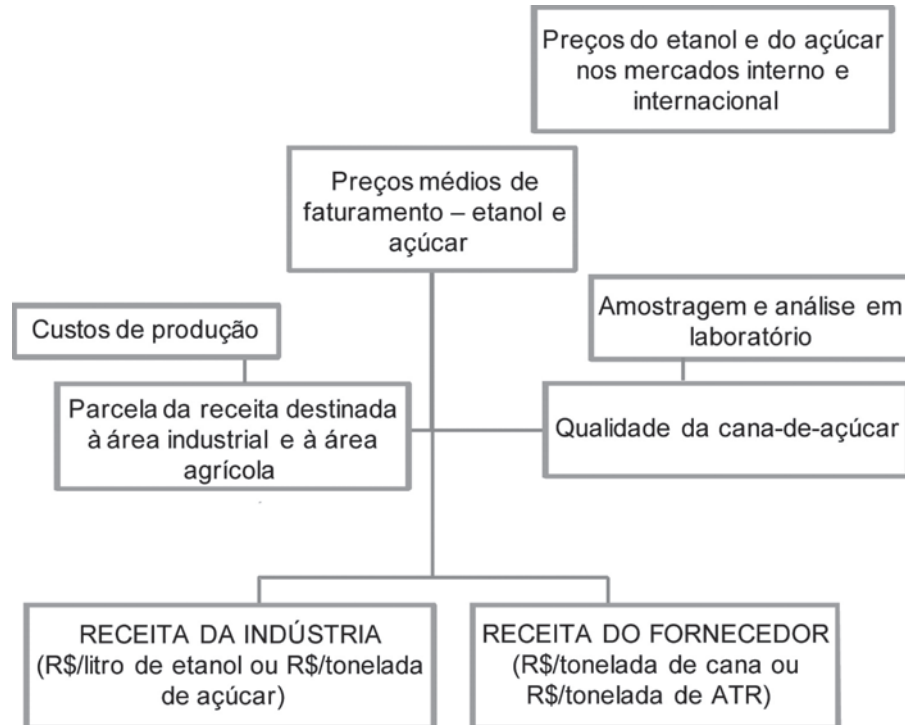 Preços do etanol e do açúcar
nos mercados interno e
internacional
Preços médios de
faturamento – etanol e
açúcar
Custos de produção
Amostragem e análise em
laboratório
Parcela da receita destinada
à área industrial e à área
agrícola
Qualidade da cana-de-açúcar
RECEITA DA INDÚSTRIA
(R$/litro de etanol ou R$/tonelada
de açúcar)
RECEITA DO FORNECEDOR
(R$/tonelada de cana ou
R$/tonelada de ATR)